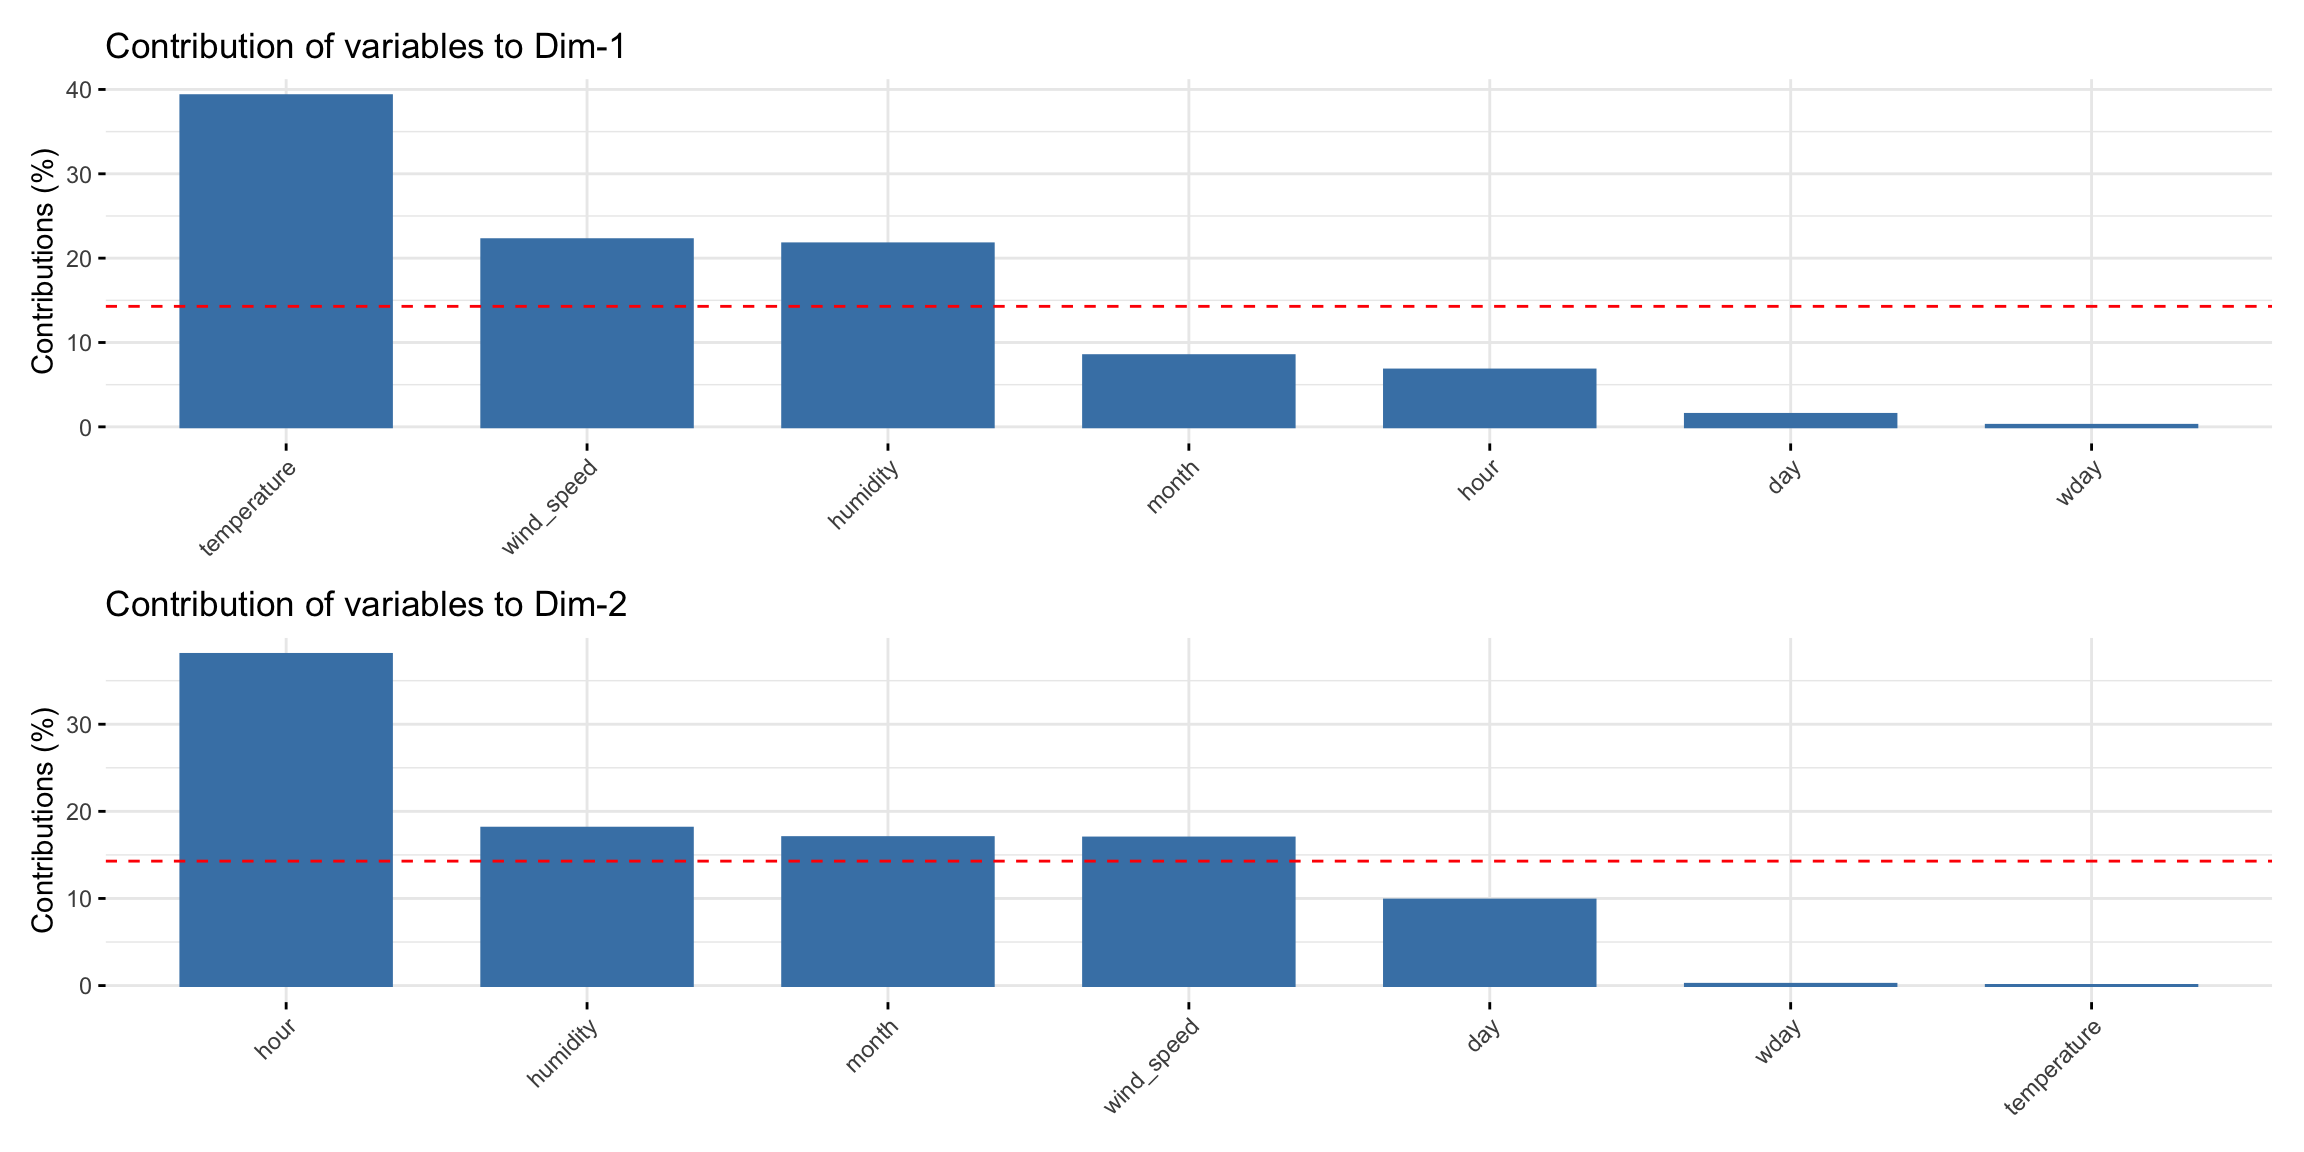 Contribution of variables to Dim-1
Contributions (%)
40
30
20
10
0
temperature
wind_speed
humidity
month
hour
day
wday
Contribution of variables to Dim-2
Contributions (%)
30
20
10
0
hour
humidity
month
wind_speed
day
wday
temperature